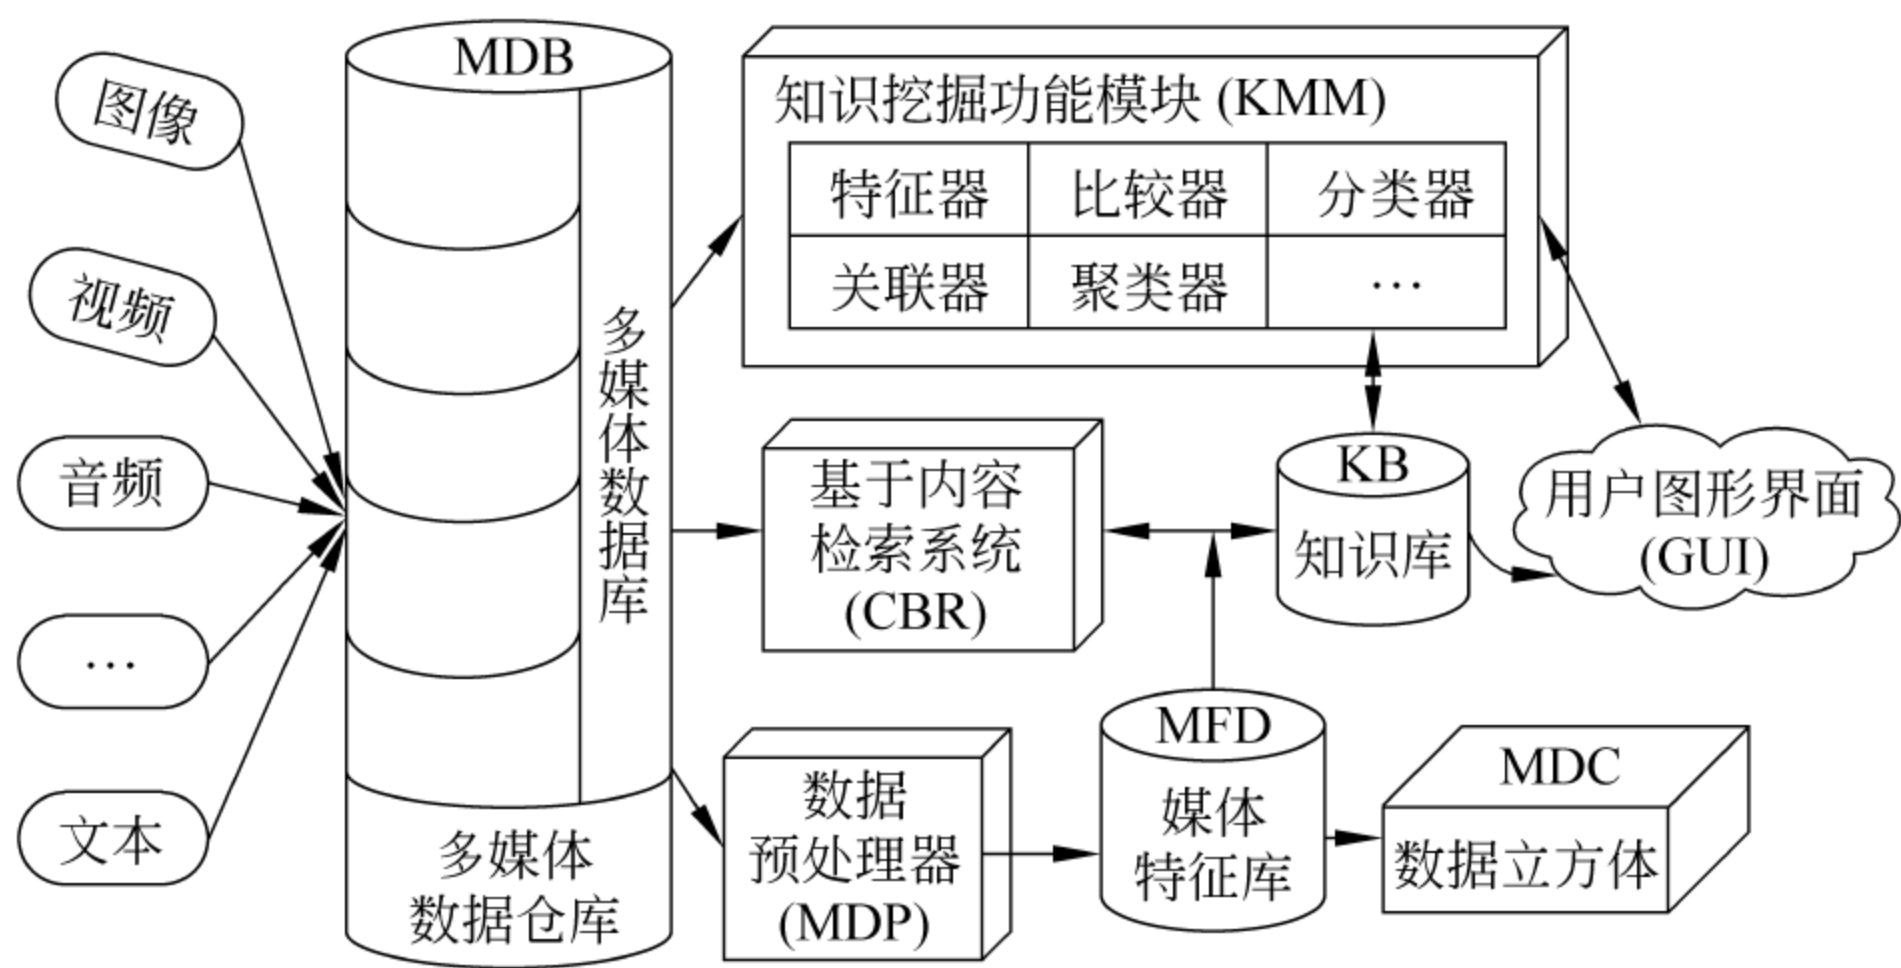 图像
视频
音频
…
文本
MDB
多媒体数据库
多媒体
数据仓库
知识挖掘功能模块 (KMM)
特征器
比较器
分类器
关联器
聚类器
…
基于内容
检索系统
(CBR)
KB
知识库
用户图形界面
(GUI)
数据
预处理器
(MDP)
MFD
媒体
特征库
MDC
数据立方体